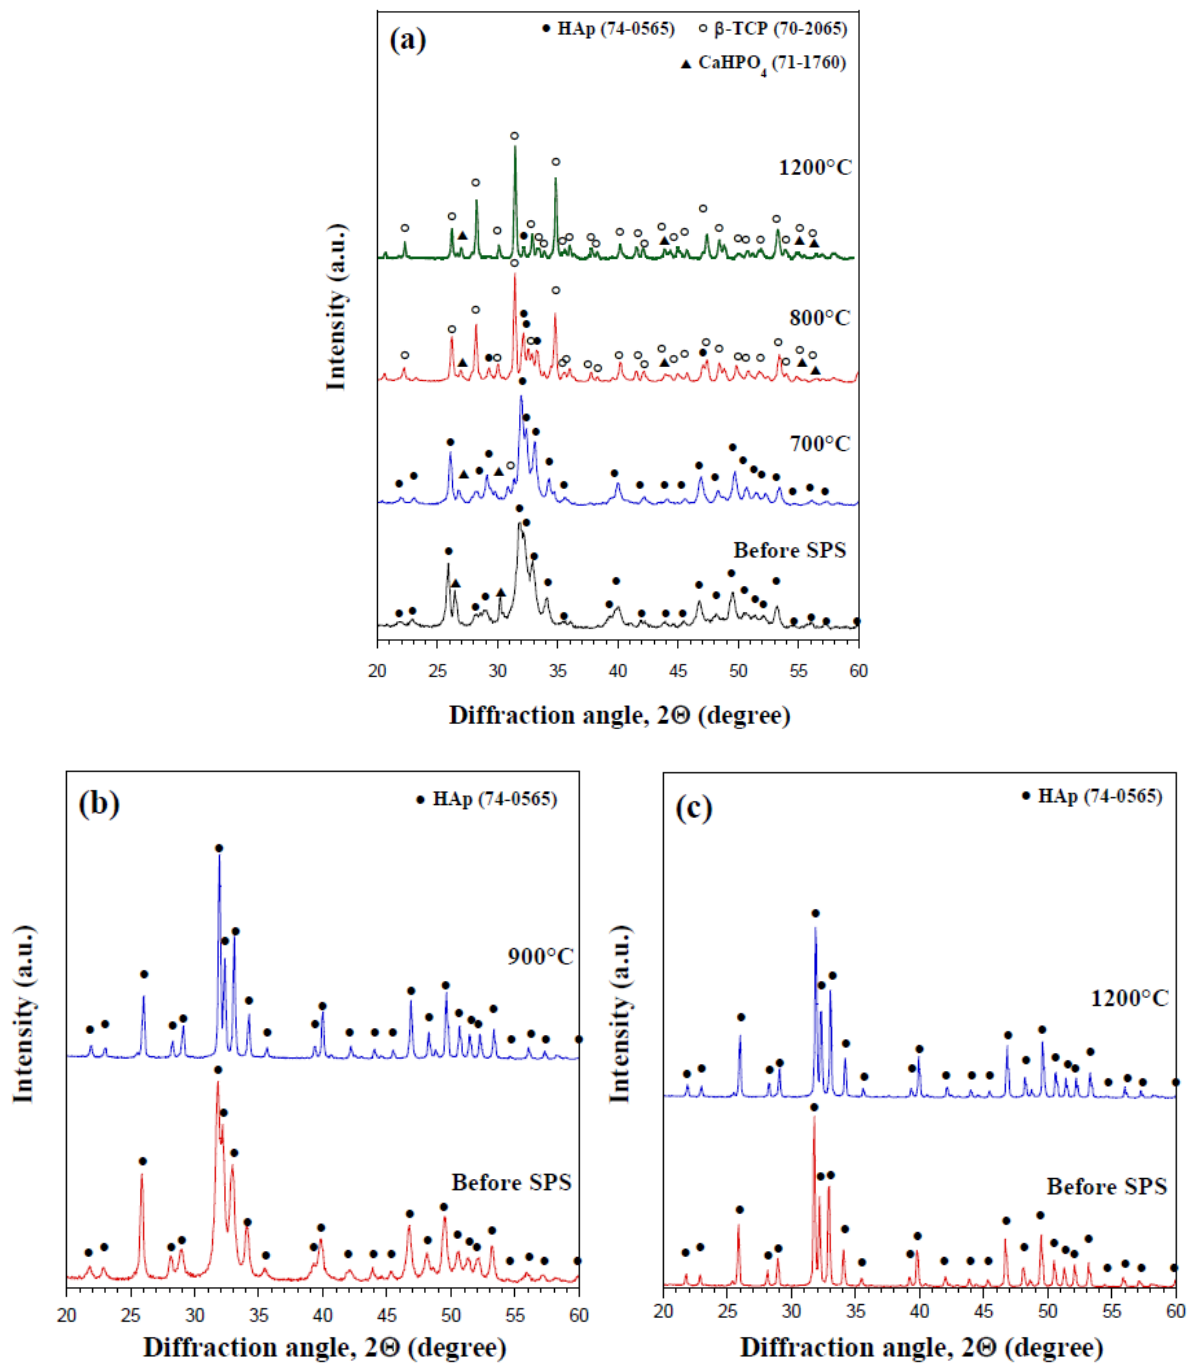 (a)
● HAp (74-0565) ○ β-TCP (70-2065)
▲ CaHPO₄ (71-1760)
1200°C
800°C
700°C
Before SPS
Intensity (a.u.)
20 25 30 35 40 45 50 55 60
Diffraction angle, 2Θ (degree)
(b)
● HAp (74-0565)
900°C
Before SPS
Intensity (a.u.)
20 25 30 35 40 45 50 55 60
Diffraction angle, 2Θ (degree)
(c)
● HAp (74-0565)
1200°C
Before SPS
Intensity (a.u.)
20 25 30 35 40 45 50 55 60
Diffraction angle, 2Θ (degree)